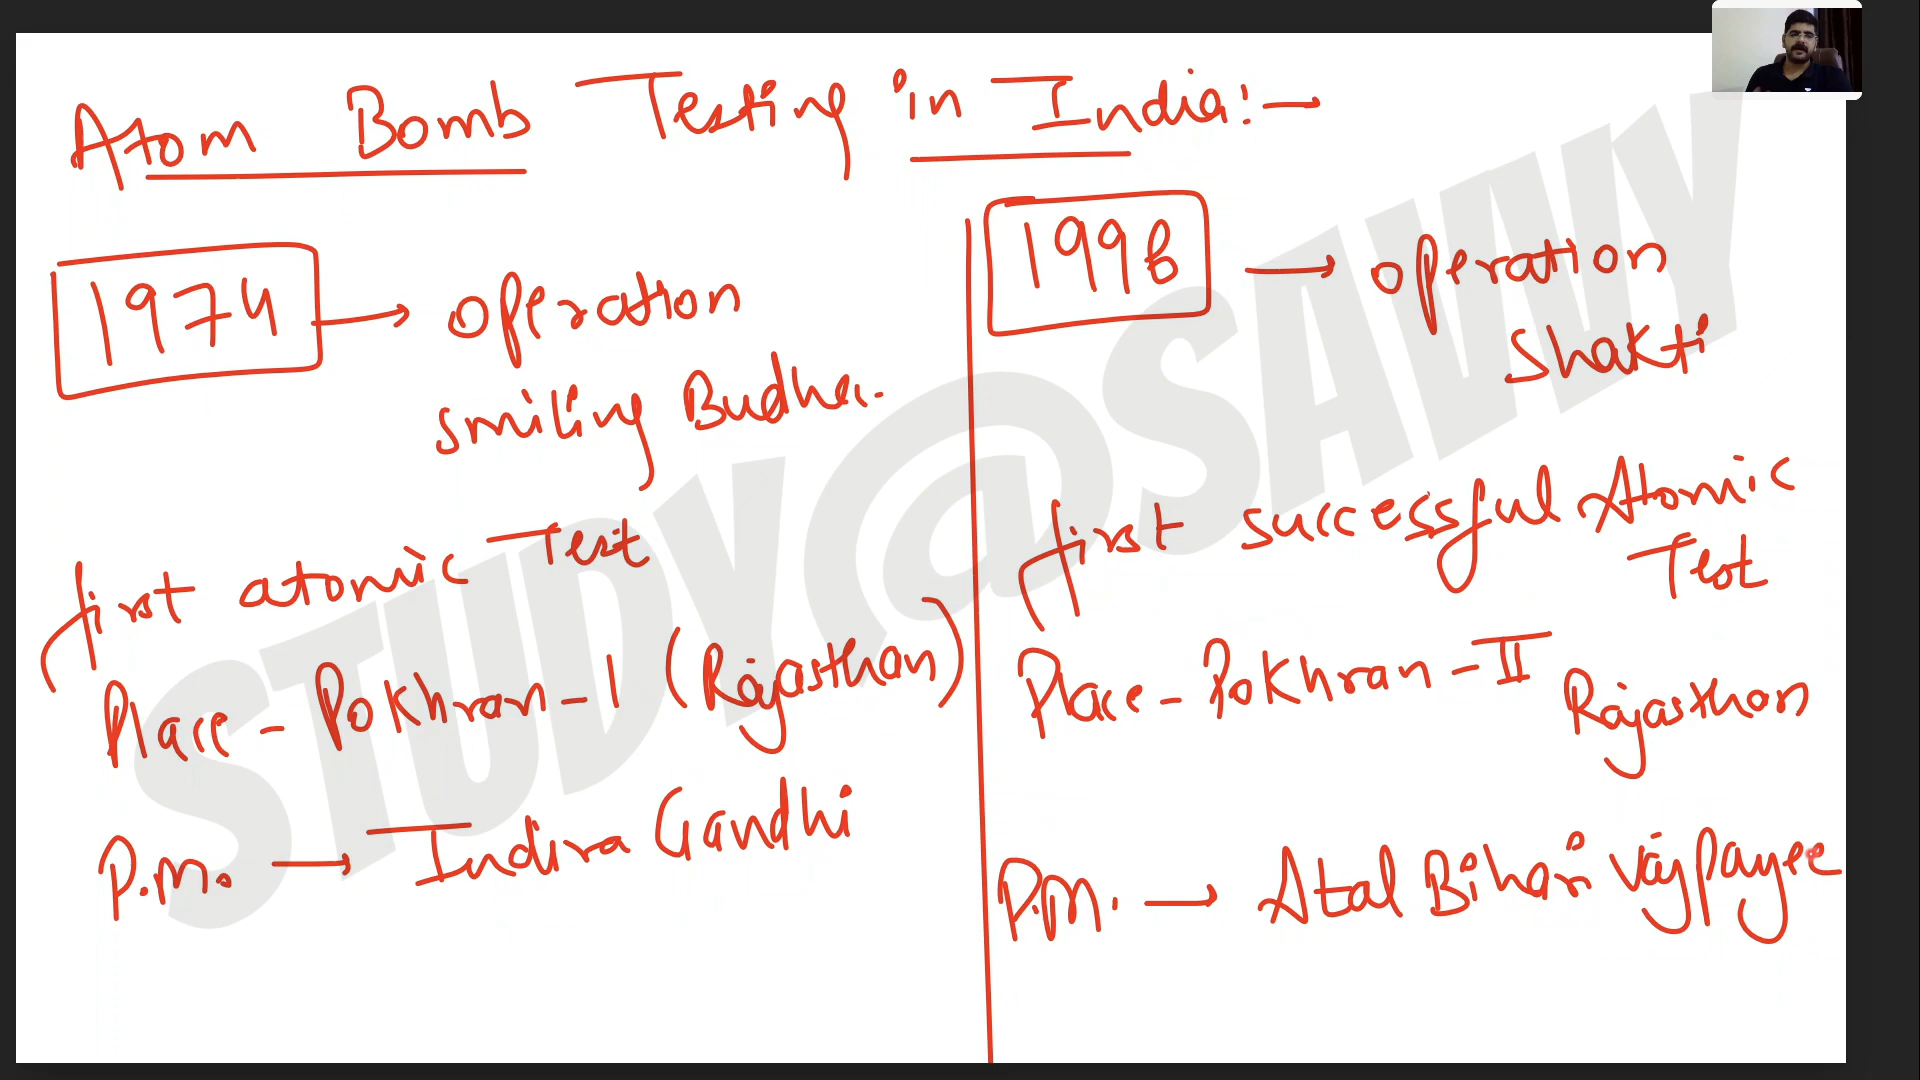 Atom Bomb Testing in India:→
1974 → operation
smiling Budha.
first atomic Test
Place - Pokhran - 1 (Rajasthan)
P.M. → Indira Gandhi
1998 → operation
Shakti
first successful Atomic
Test
Place - Pokhran - II Rajasthan
P.M. → Atal Bihari Vajpayee
STUDY@SAVVY